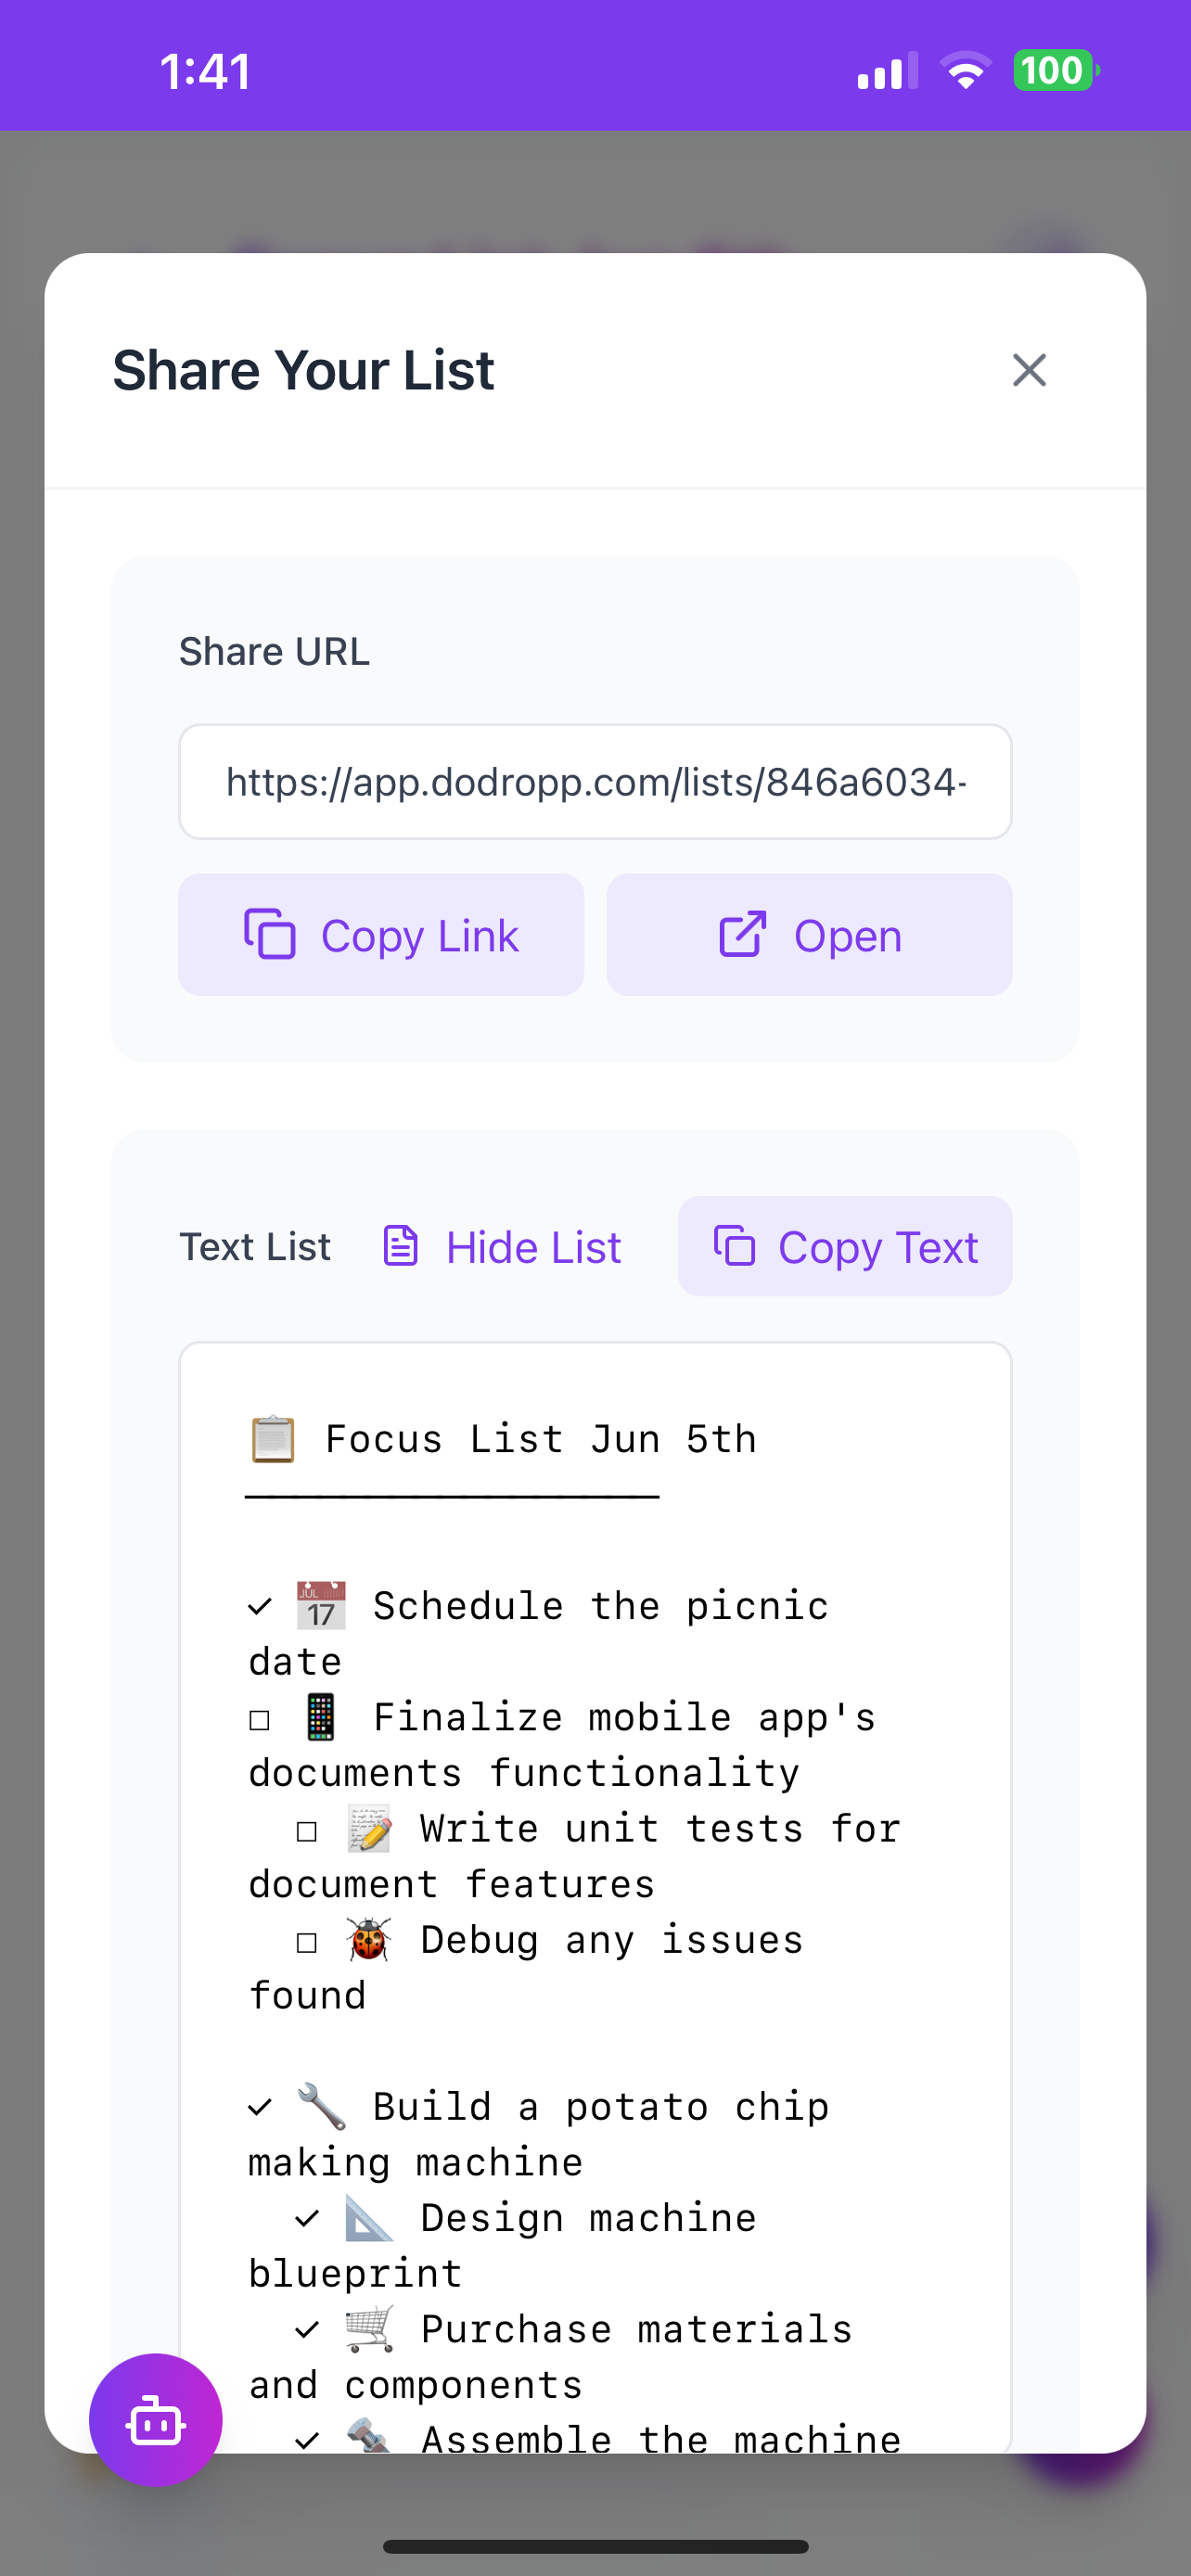 1:41
100
Share Your List
Share URL
https://app.dodropp.com/lists/846a6034-
Copy Link
Open
Text List
Hide List
Copy Text
📋 Focus List Jun 5th
✓ 📅 Schedule the picnic
date
☐ 📱 Finalize mobile app's
documents functionality
☐ 📝 Write unit tests for
document features
☐ 🐞 Debug any issues
found
✓ 🔧 Build a potato chip
making machine
✓ 📐 Design machine
blueprint
✓ 🛒 Purchase materials
and components
✓ 🔩 Assemble the machine